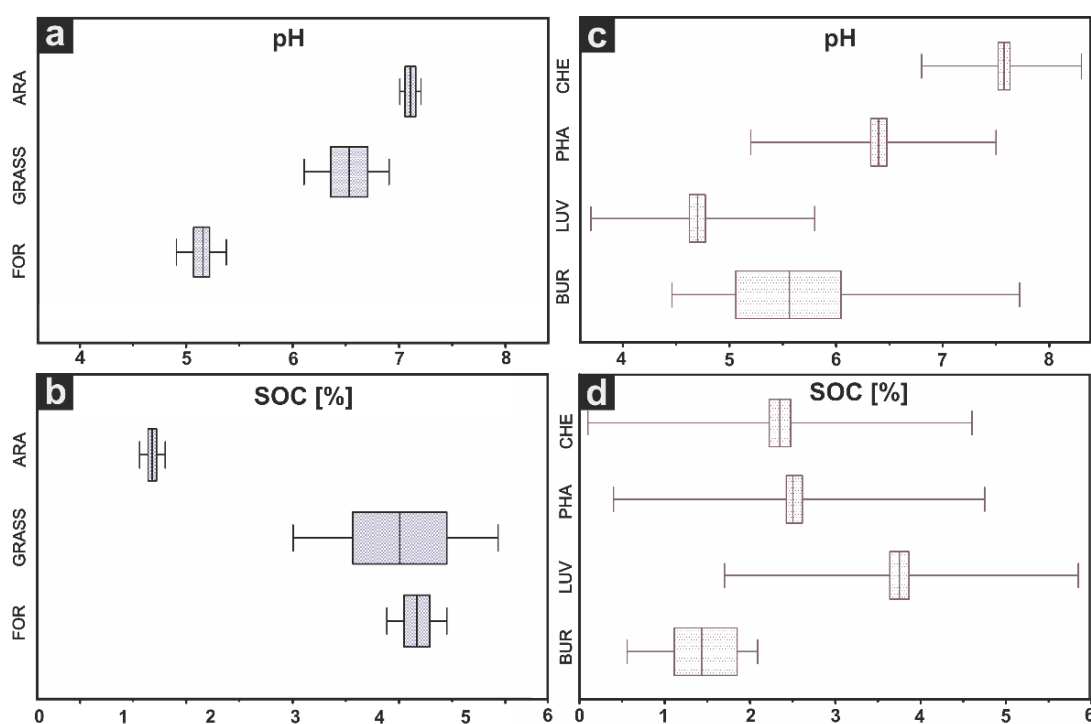 a
pH
ARA
GRASS
FOR
4 5 6 7 8
c
pH
CHE
PHA
LUV
BUR
4 5 6 7 8
b
SOC [%]
ARA
GRASS
FOR
0 1 2 3 4 5 6
d
SOC [%]
CHE
PHA
LUV
BUR
0 1 2 3 4 5 6